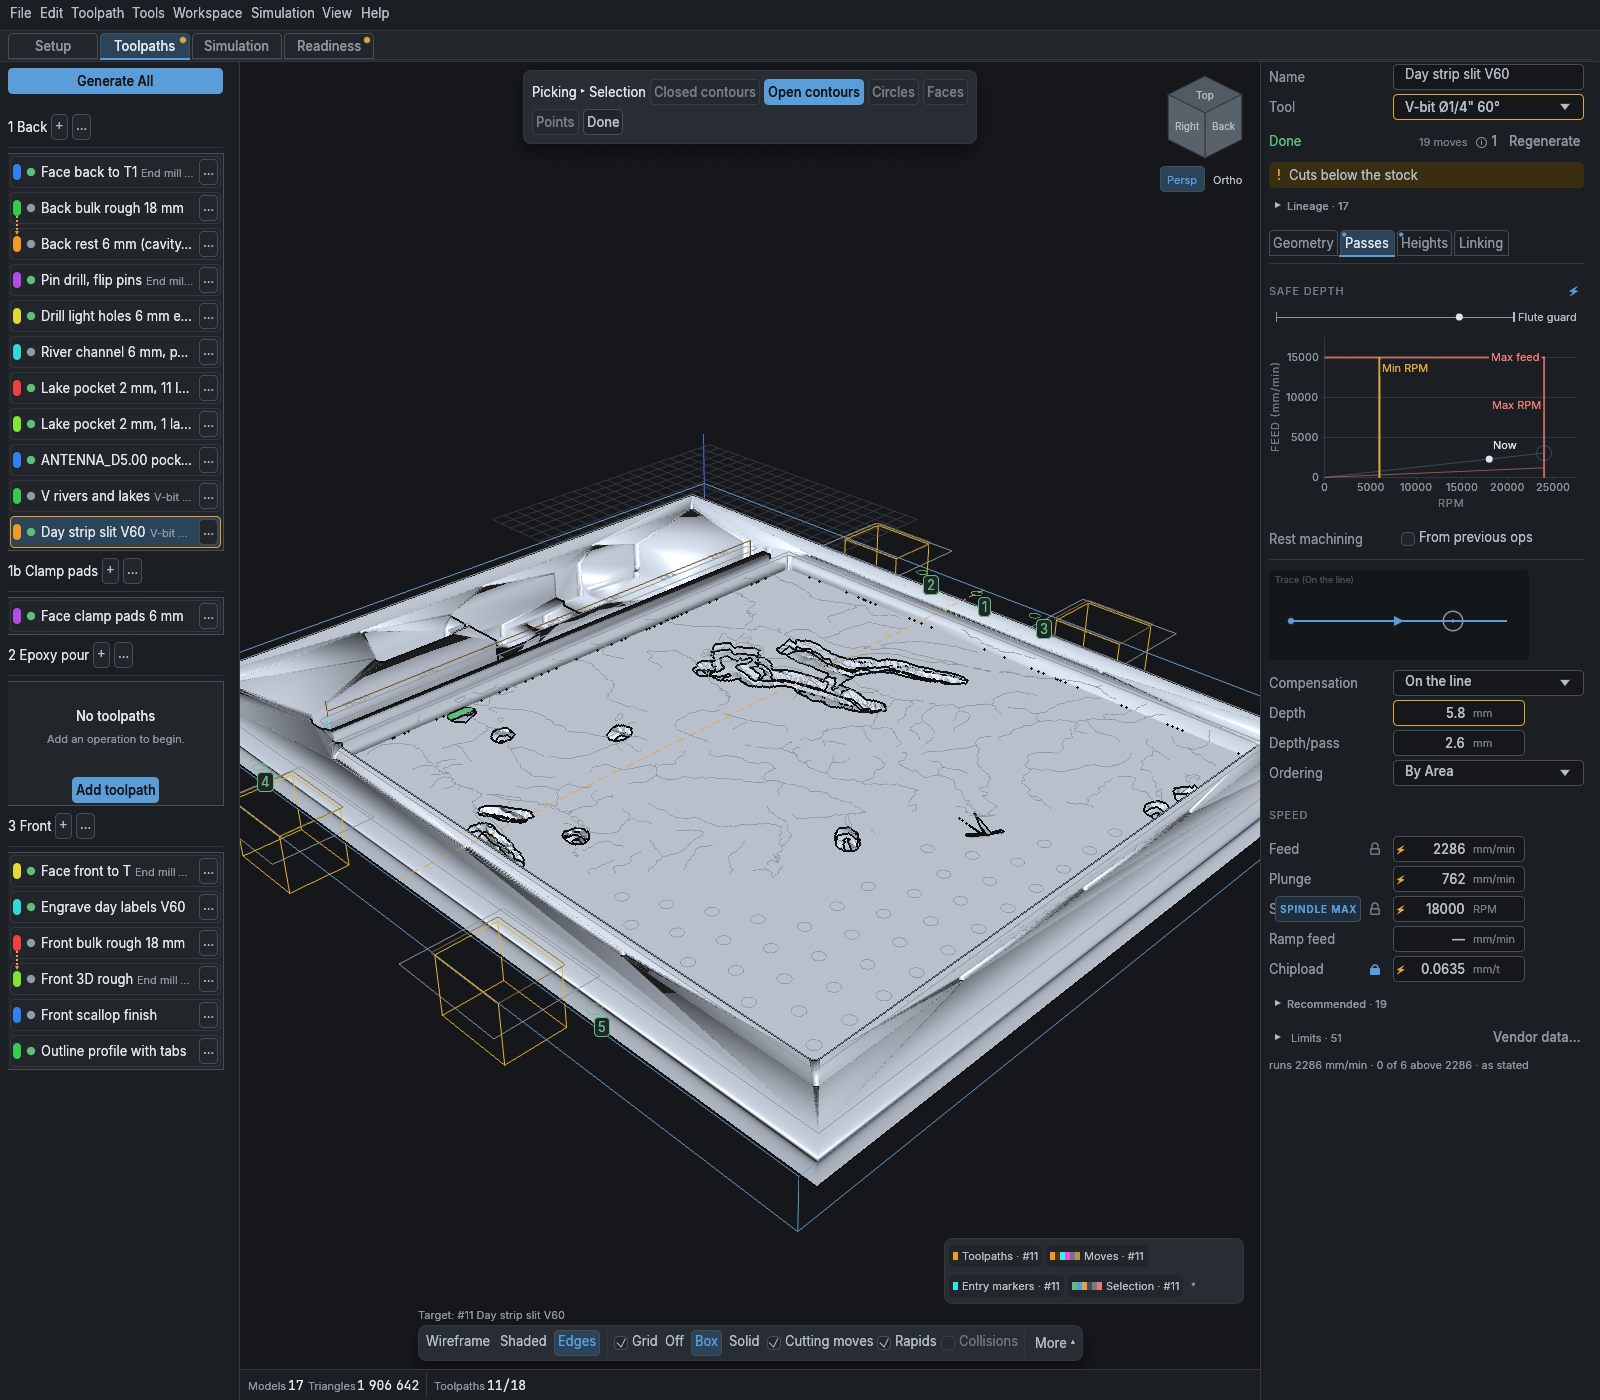 File Edit Toolpath Tools Workspace Simulation View Help
Setup Toolpaths Simulation Readiness
Generate All
1 Back + ...
Face back to T1 End mill ... ...
Back bulk rough 18 mm ...
Back rest 6 mm (cavity... ...
Pin drill, flip pins End mil... ...
Drill light holes 6 mm e... ...
River channel 6 mm, p... ...
Lake pocket 2 mm, 11 l... ...
Lake pocket 2 mm, 1 la... ...
ANTENNA_D5.00 pock... ...
V rivers and lakes V-bit ... ...
Day strip slit V60 V-bit ... ...
1b Clamp pads + ...
Face clamp pads 6 mm ...
2 Epoxy pour + ...
No toolpaths
Add an operation to begin.
Add toolpath
3 Front + ...
Face front to T End mill ... ...
Engrave day labels V60 ...
Front bulk rough 18 mm ...
Front 3D rough End mill ... ...
Front scallop finish ...
Outline profile with tabs ...
Picking ‣ Selection Closed contours Open contours Circles Faces
Points Done
Top
Right Back
Persp Ortho
2
1
3
4
5
Toolpaths · #11 Moves · #11
Entry markers · #11 Selection · #11
Target: #11 Day strip slit V60
Wireframe Shaded Edges Grid Off Box Solid Cutting moves Rapids Collisions More
Models 17 Triangles 1 906 642 Toolpaths 11/18
Name Day strip slit V60
Tool V-bit Ø1/4" 60°
Done 19 moves 1 Regenerate
! Cuts below the stock
Lineage · 17
Geometry Passes Heights Linking
SAFE DEPTH
Flute guard
15000 Max feed
Min RPM
10000
Max RPM
5000 Now
0
FEED (mm/min)
0 5000 10000 15000 20000 25000
RPM
Rest machining From previous ops
Trace (On the line)
Compensation On the line
Depth 5.8 mm
Depth/pass 2.6 mm
Ordering By Area
SPEED
Feed 2286 mm/min
Plunge 762 mm/min
S SPINDLE MAX 18000 RPM
Ramp feed — mm/min
Chipload 0.0635 mm/t
Recommended · 19
Limits · 51 Vendor data...
runs 2286 mm/min · 0 of 6 above 2286 · as stated